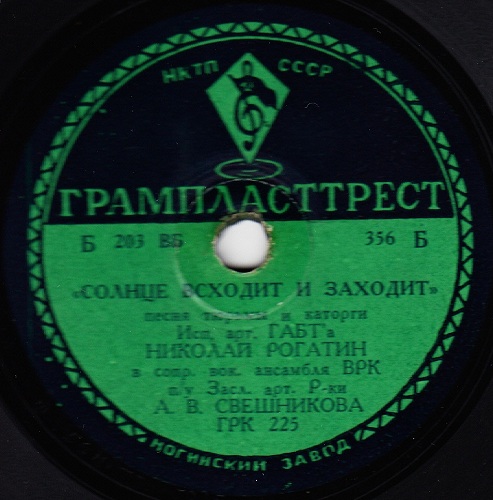 НКТП СССР
ГРАМПЛАСТТРЕСТ
Б 203 ВБ 356 Б
«СОЛНЦЕ ВСХОДИТ И ЗАХОДИТ»
песня тюрьмы и каторги
Исп. арт. ГАБТ'а
НИКОЛАЙ РОГАТИН
в сопр. вок. ансамбля ВРК
п/у Засл. арт. Р-ки
А. В. СВЕШНИКОВА
ГРК 225
НОГИНСКИЙ ЗАВОД